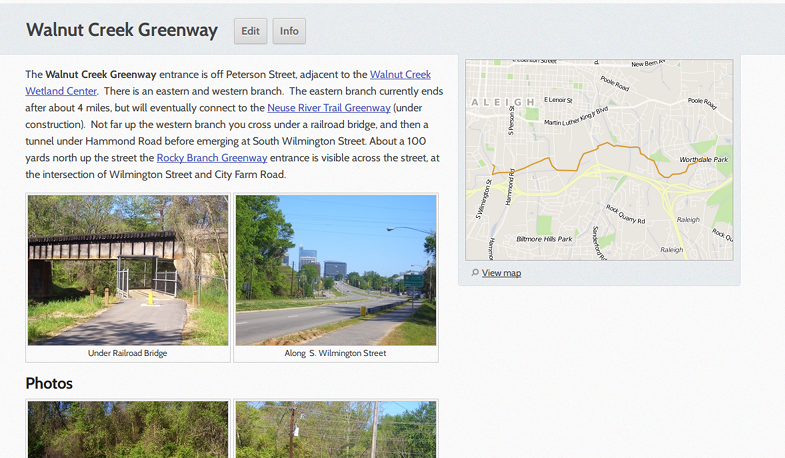 Walnut Creek Greenway
Edit
Info
The Walnut Creek Greenway entrance is off Peterson Street, adjacent to the Walnut Creek
Wetland Center. There is an eastern and western branch. The eastern branch currently ends
after about 4 miles, but will eventually connect to the Neuse River Trail Greenway (under
construction). Not far up the western branch you cross under a railroad bridge, and then a
tunnel under Hammond Road before emerging at South Wilmington Street. About a 100
yards north up the street the Rocky Branch Greenway entrance is visible across the street, at
the intersection of Wilmington Street and City Farm Road.
New Bern Av
Poole Road
ALEIGH
E Lenoir St
Poole Road
S Person St
Martin Luther King Jr Blvd
Worthdale Park
Hammond Rd
S Wilmington St
Rock Quarry Rd
Raleigh
Biltmore Hills Park
Sanderford Rd
Rock Qu
Hammon
Raleigh
View map
Under Railroad Bridge
Along S. Wilmington Street
Photos